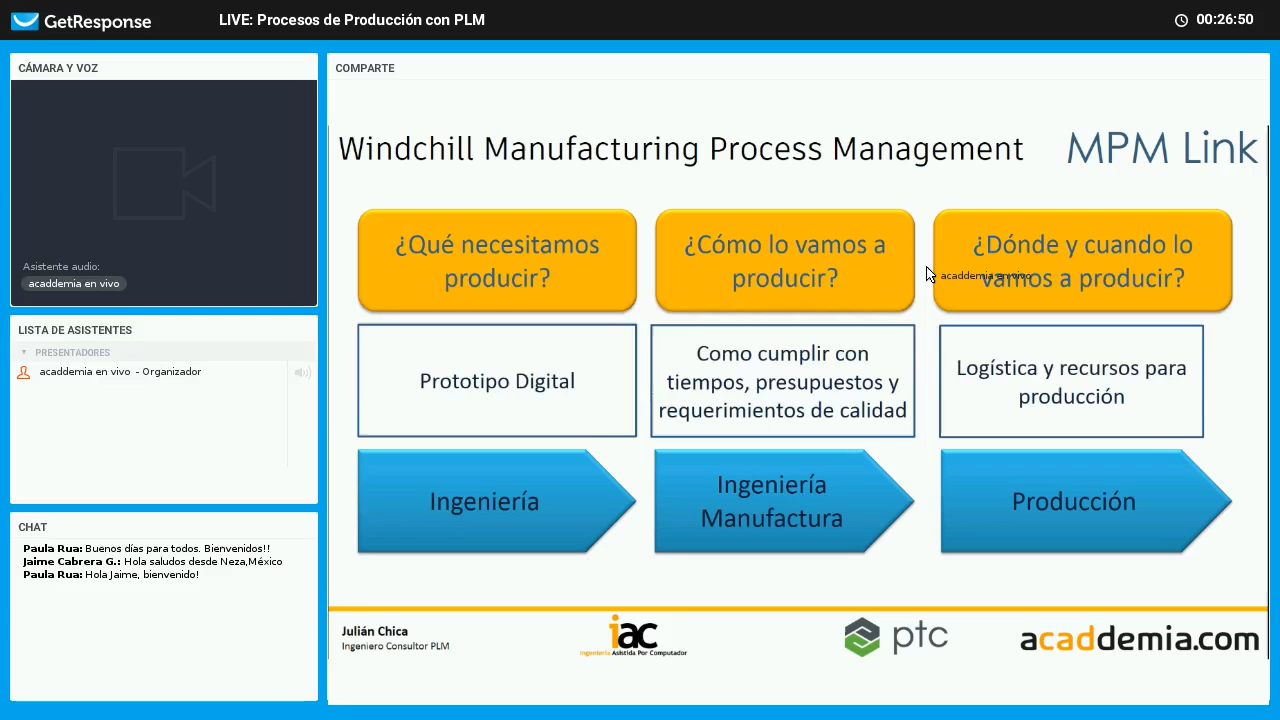 GetResponse
LIVE: Procesos de Producción con PLM
00:26:50
CÁMARA Y VOZ
Asistente audio:
acaddemia en vivo
LISTA DE ASISTENTES
PRESENTADORES
acaddemia en vivo - Organizador
CHAT
Paula Rua: Buenos días para todos. Bienvenidos!!
Jaime Cabrera G.: Hola saludos desde Neza,México
Paula Rua: Hola Jaime, bienvenido!
COMPARTE
Windchill Manufacturing Process Management
MPM Link
¿Qué necesitamos
producir?
¿Cómo lo vamos a
producir?
¿Dónde y cuando lo
vamos a producir?
acaddemia en vivo
Prototipo Digital
Como cumplir con
tiempos, presupuestos y
requerimientos de calidad
Logística y recursos para
producción
Ingeniería
Ingeniería
Manufactura
Producción
Julián Chica
Ingeniero Consultor PLM
iac
Ingeniería Asistida Por Computador
ptc
acaddemia.com